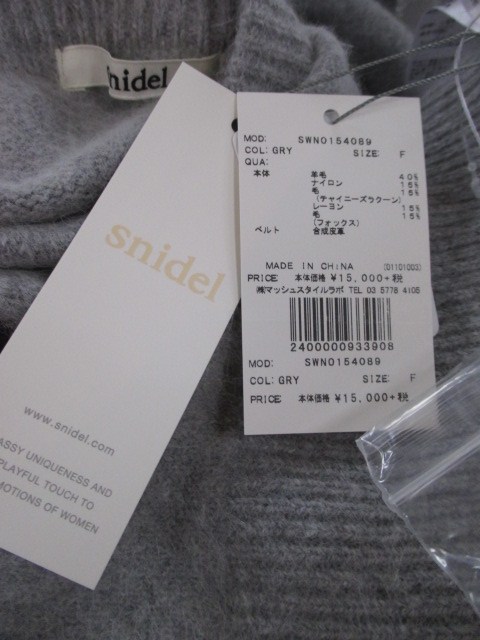 snidel
snidel
www.snidel.com
ASSY UNIQUENESS AND
PLAYFUL TOUCH TO
MOTIONS OF WOMEN
MOD: SWNO154089
COL: GRY SIZE: F
QUA:
本体 羊毛 40%
ナイロン 15%
毛 15%
(チャイニーズラクーン)
レーヨン 15%
毛 15%
(フォックス)
ベルト 合成皮革
MADE IN CHINA (01101003)
PRICE 本体価格 ¥15,000+税
㈱マッシュスタイルラボ TEL 03 5778 4105
2400000933908
MOD: SWNO154089
COL: GRY SIZE: F
PRICE: 本体価格 ¥15,000+税